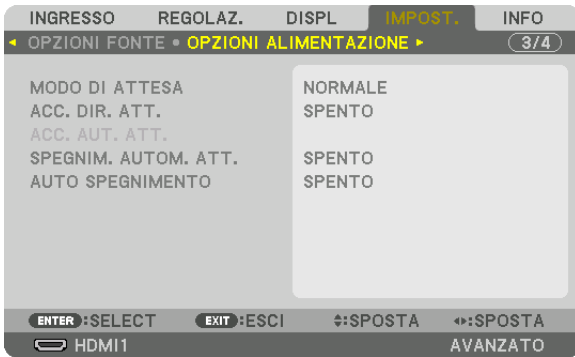 INGRESSO REGOLAZ. DISPL IMPOST. INFO
OPZIONI FONTE • OPZIONI ALIMENTAZIONE 3/4
MODO DI ATTESA NORMALE
ACC. DIR. ATT. SPENTO
ACC. AUT. ATT.
SPEGNIM. AUTOM. ATT. SPENTO
AUTO SPEGNIMENTO SPENTO
ENTER :SELECT EXIT :ESCI :SPOSTA :SPOSTA
HDMI1 AVANZATO